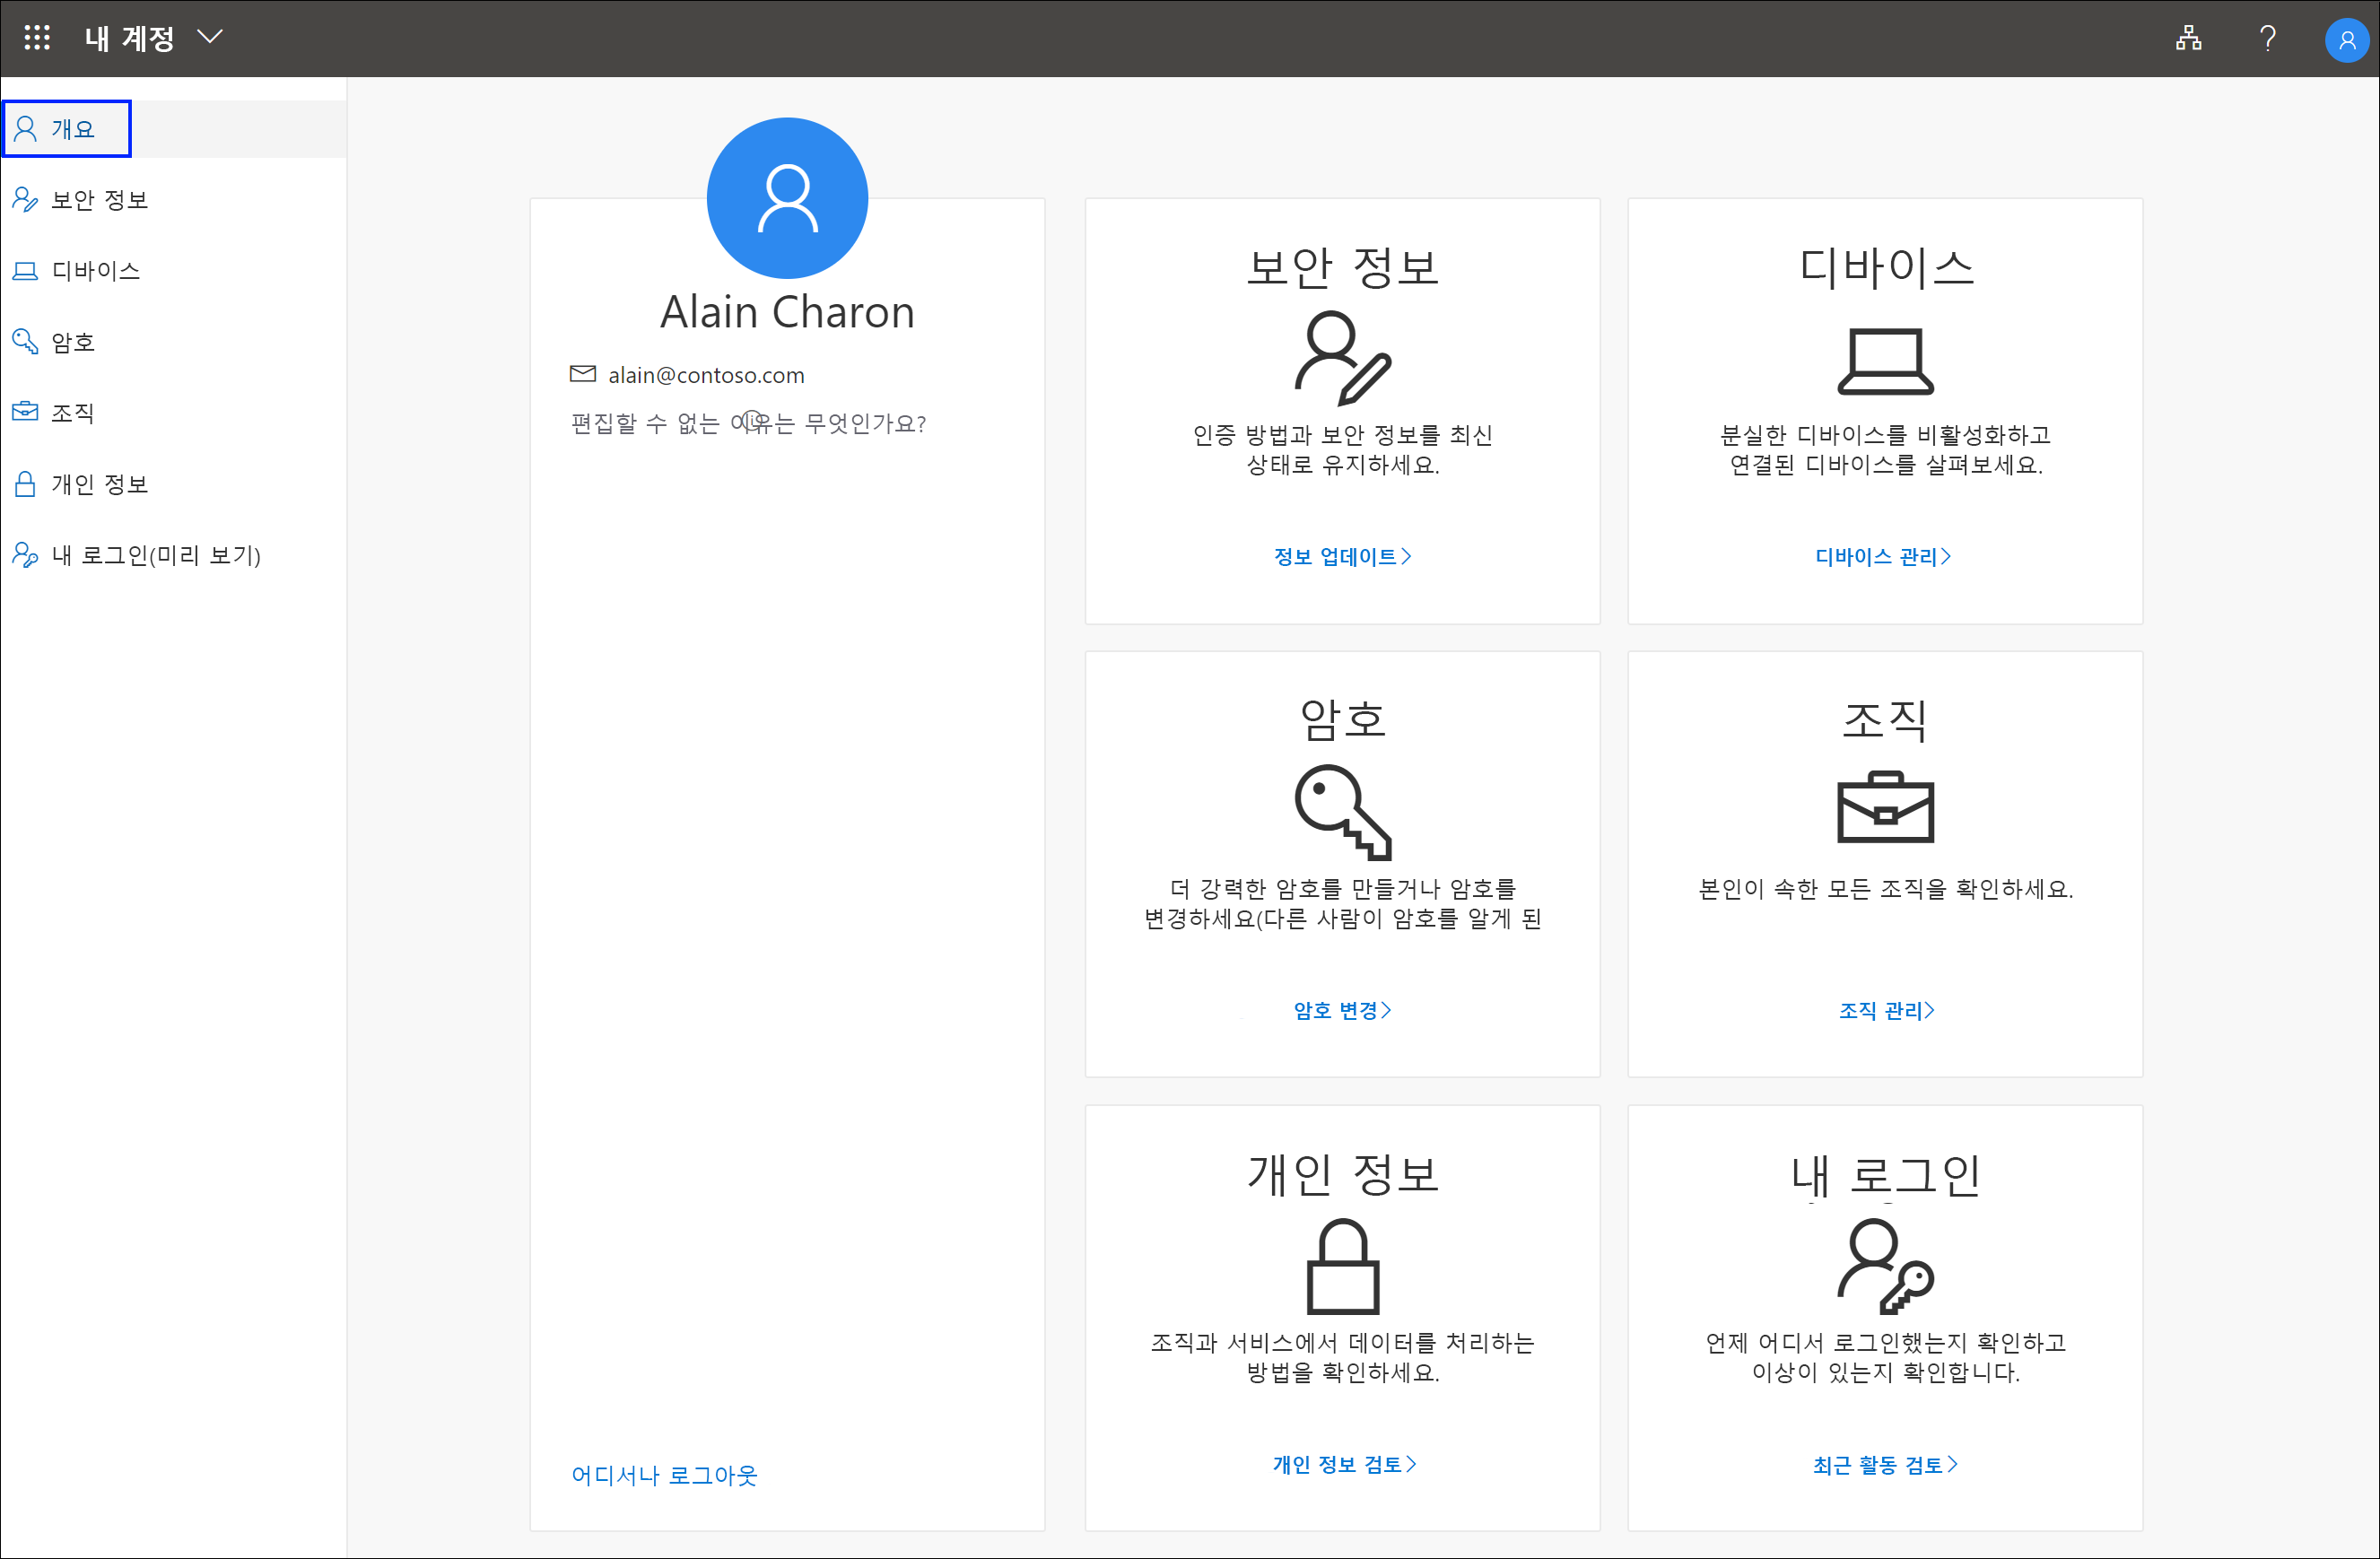 내 계정
개요
보안 정보
디바이스
암호
조직
개인 정보
내 로그인(미리 보기)
Alain Charon
alain@contoso.com
편집할 수 없는 이유는 무엇인가요?
어디서나 로그아웃
보안 정보
인증 방법과 보안 정보를 최신
상태로 유지하세요.
정보 업데이트
디바이스
분실한 디바이스를 비활성화하고
연결된 디바이스를 살펴보세요.
디바이스 관리
암호
더 강력한 암호를 만들거나 암호를
변경하세요(다른 사람이 암호를 알게 된
암호 변경
조직
본인이 속한 모든 조직을 확인하세요.
조직 관리
개인 정보
조직과 서비스에서 데이터를 처리하는
방법을 확인하세요.
개인 정보 검토
내 로그인
언제 어디서 로그인했는지 확인하고
이상이 있는지 확인합니다.
최근 활동 검토